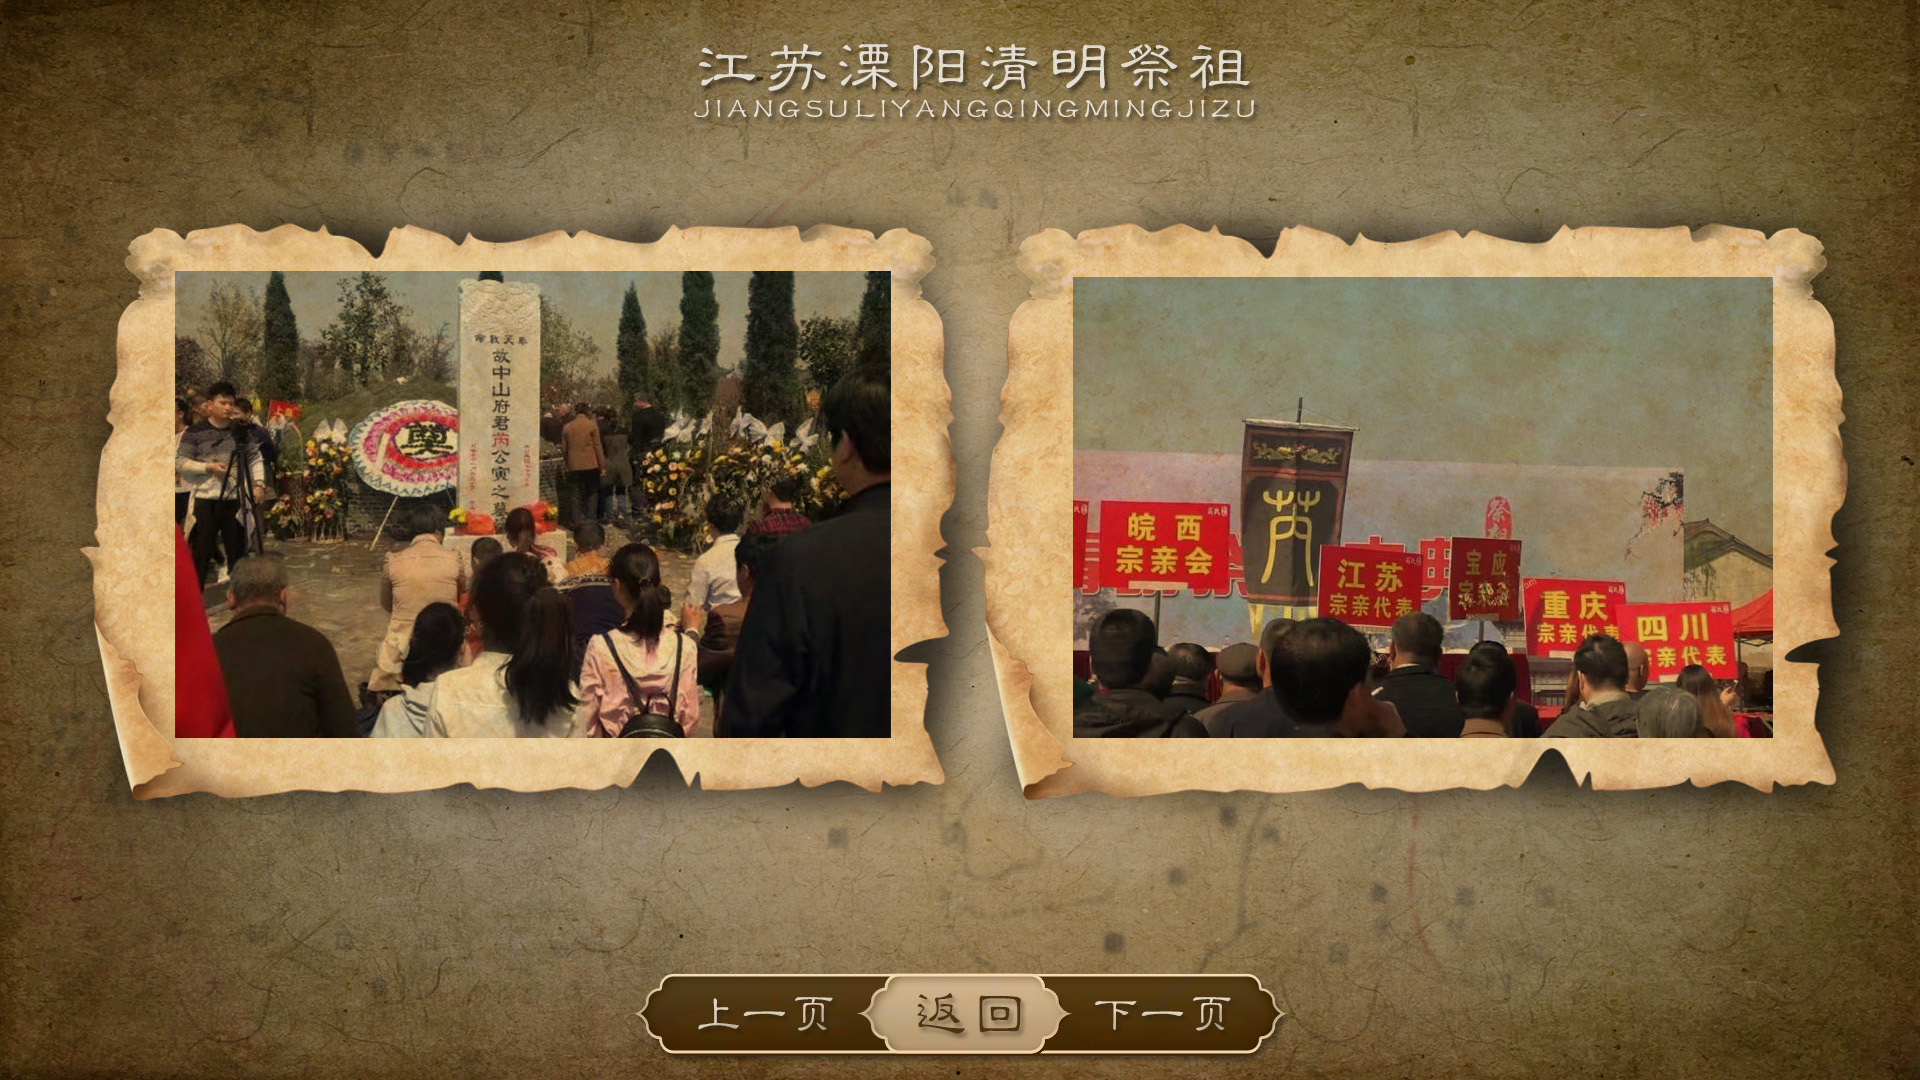 江苏溧阳清明祭祖
JIANGSULIYANGQINGMINGJIZU
奉天敕命
故中山府君芮公寅之墓
奠
芮
皖西
宗亲会
江苏
宗亲代表
宝应
重庆
宗亲代表
四川
宗亲代表
祭祖
上一页
返回
下一页